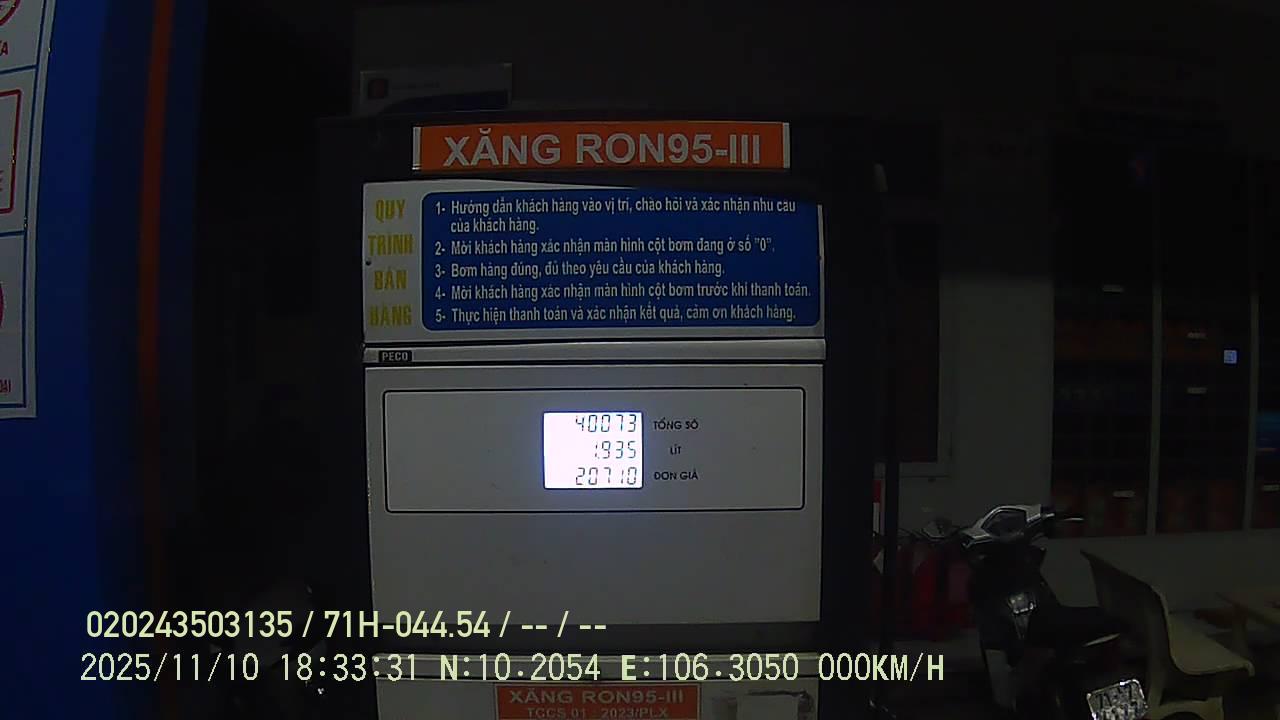 XĂNG RON95-III
QUY
TRÌNH
BÁN
HÀNG
1- Hướng dẫn khách hàng vào vị trí, chào hỏi và xác nhận nhu cầu
của khách hàng.
2- Mời khách hàng xác nhận màn hình cột bơm đang ở số "0".
3- Bơm hàng đúng, đủ theo yêu cầu của khách hàng.
4- Mời khách hàng xác nhận màn hình cột bơm trước khi thanh toán.
5- Thực hiện thanh toán và xác nhận kết quả, cảm ơn khách hàng.
PECO
40073 TỔNG SỐ
1.935 LÍT
20710 ĐƠN GIÁ
020243503135 / 71H-044.54 / -- / --
2025/11/10 18:33:31 N:10.2054 E:106.3050 000KM/H
XĂNG RON95-III
TCCS 01 : 2023/PLX